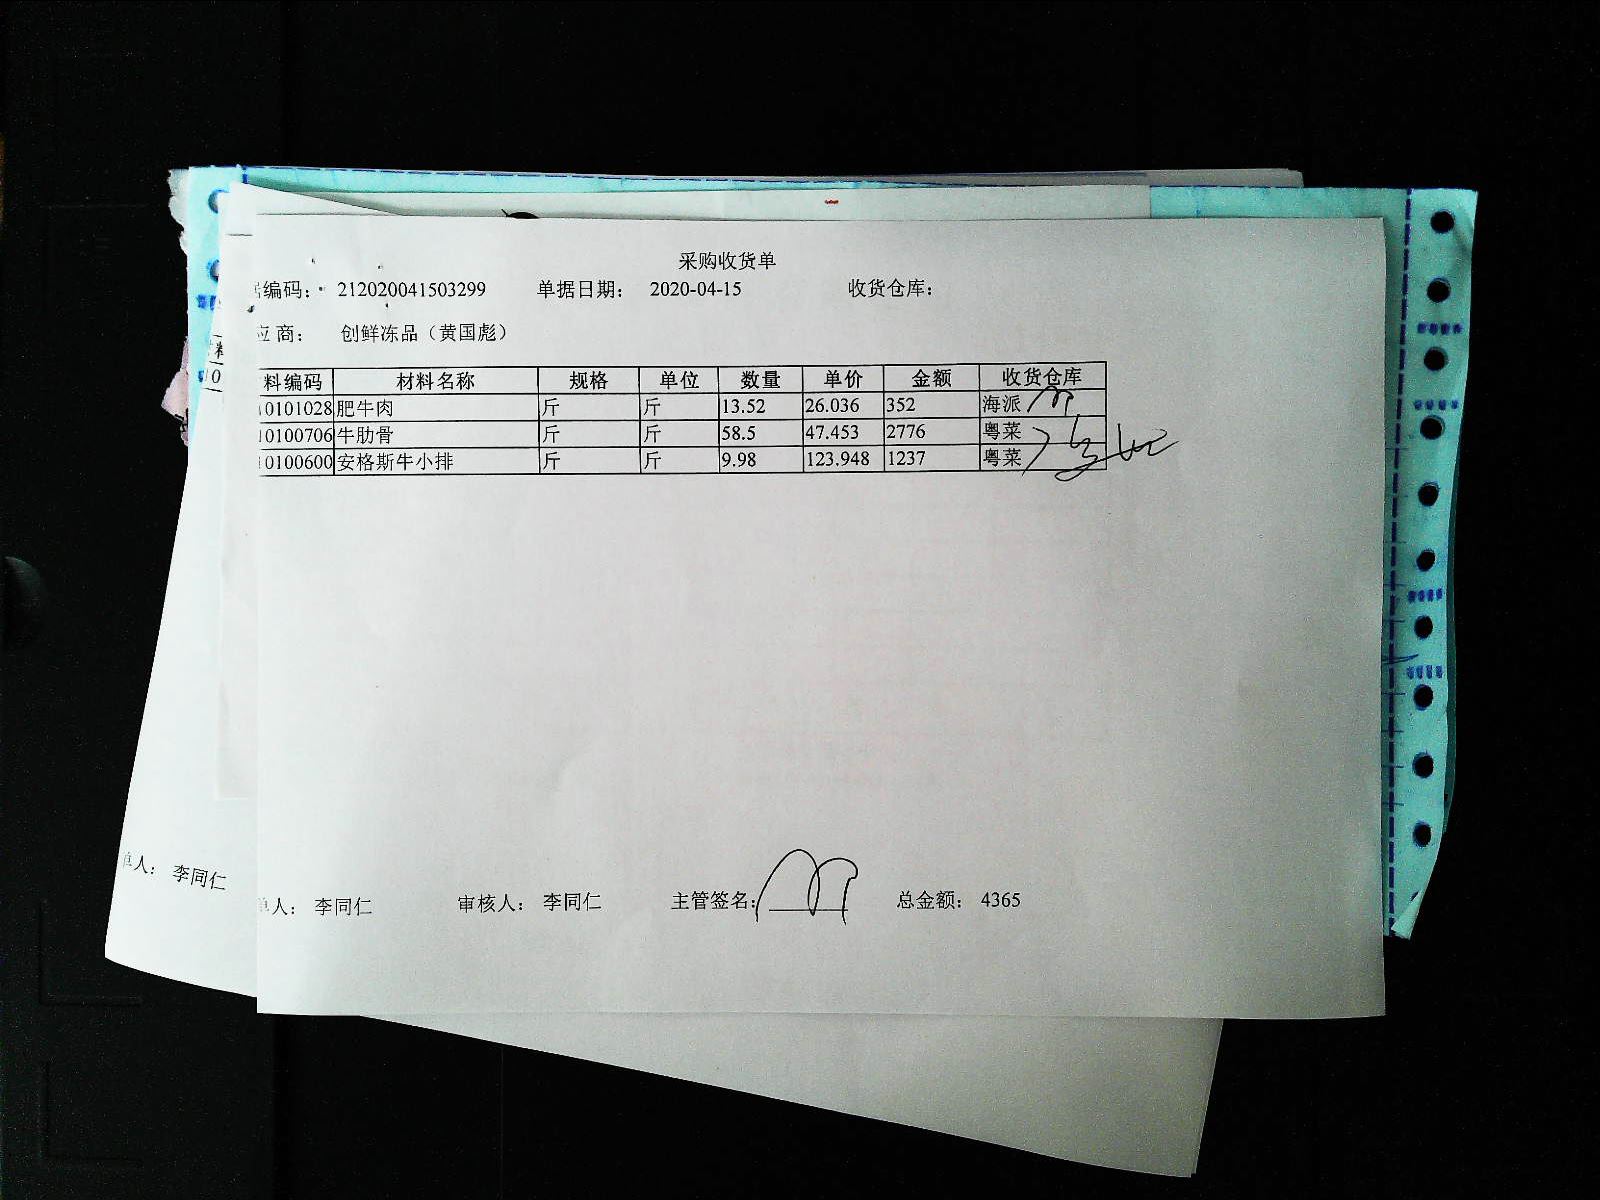 采购收货单
编码： 212020041503299 单据日期： 2020-04-15 收货仓库：
应商： 创鲜冻品（黄国彪）
料编码 材料名称 规格 单位 数量 单价 金额 收货仓库
0101028 肥牛肉 斤 斤 13.52 26.036 352 海派
10100706 牛肋骨 斤 斤 58.5 47.453 2776 粤菜
10100600 安格斯牛小排 斤 斤 9.98 123.948 1237 粤菜
单人： 李同仁 审核人： 李同仁 主管签名： 总金额： 4365
料
10
单人： 李同仁